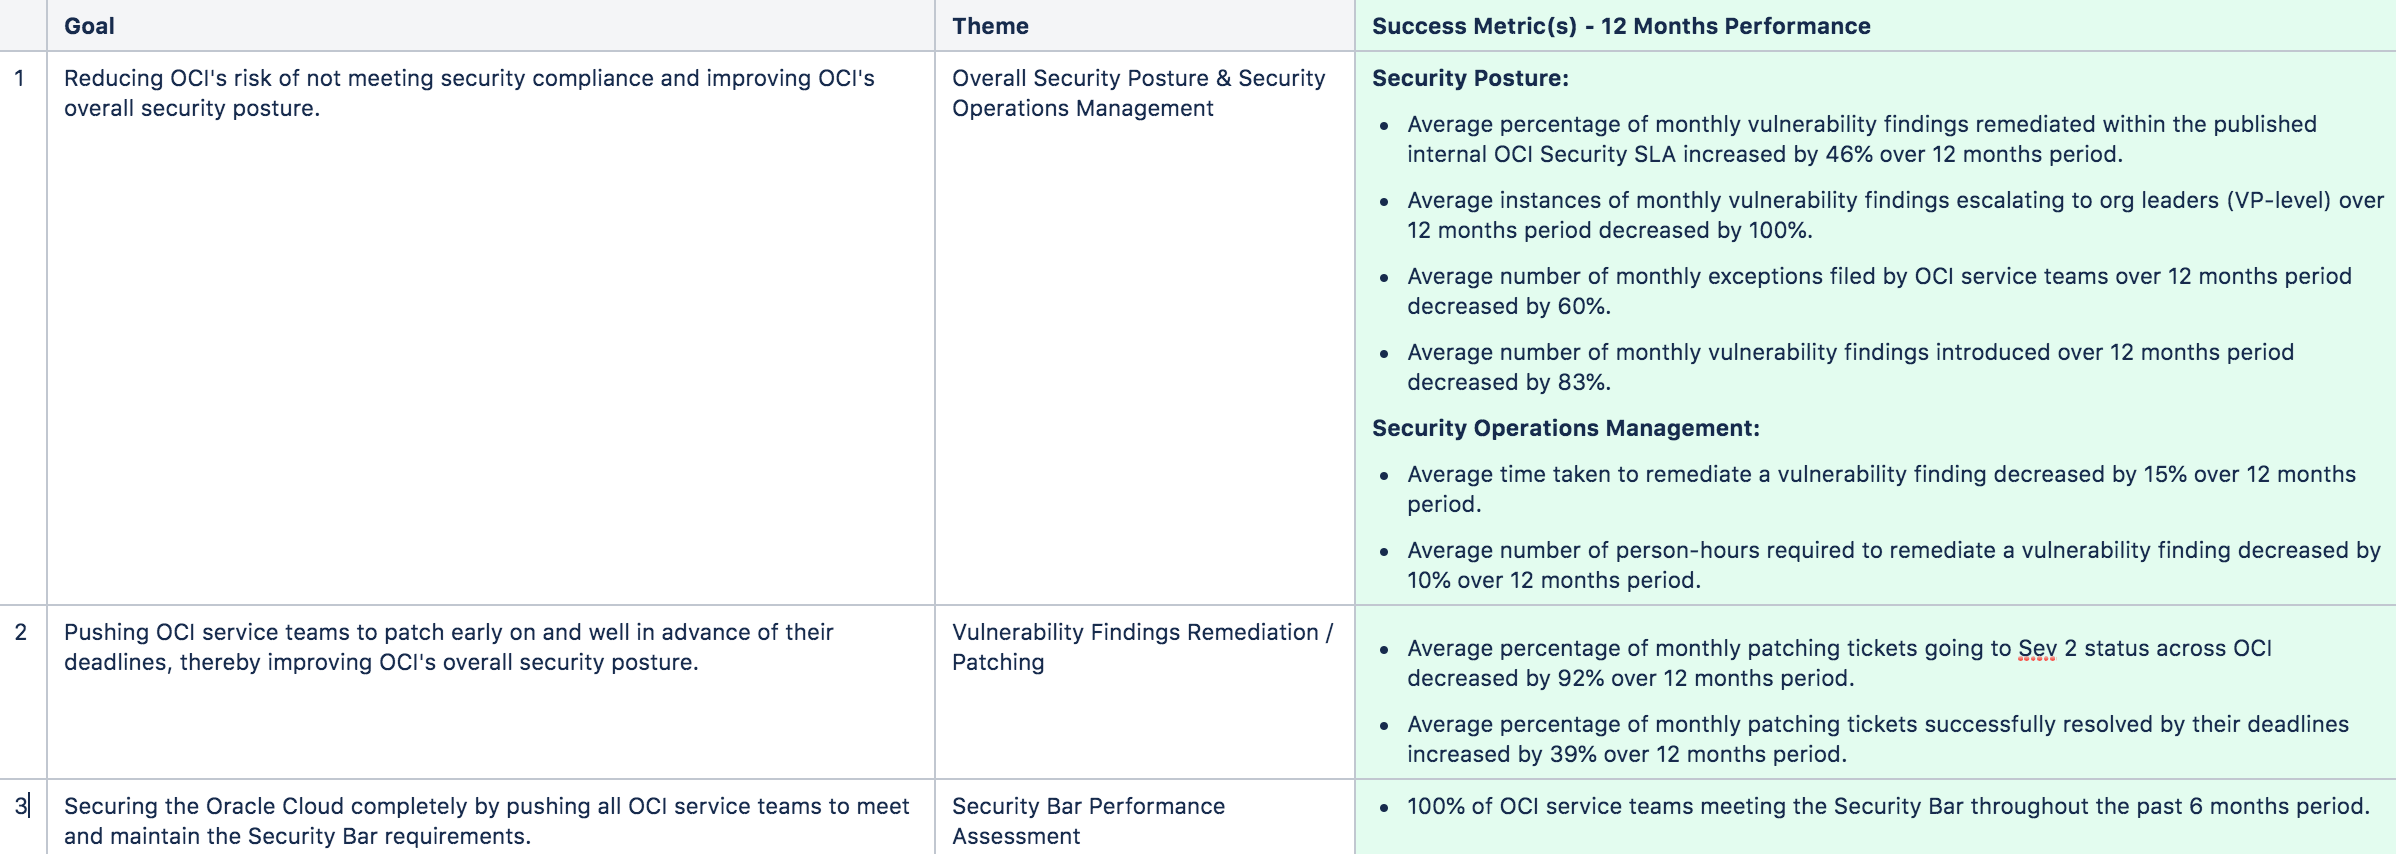 Goal
Theme
Success Metric(s) - 12 Months Performance
1
Reducing OCI's risk of not meeting security compliance and improving OCI's
overall security posture.
Overall Security Posture & Security
Operations Management
Security Posture:
• Average percentage of monthly vulnerability findings remediated within the published
internal OCI Security SLA increased by 46% over 12 months period.
• Average instances of monthly vulnerability findings escalating to org leaders (VP-level) over
12 months period decreased by 100%.
• Average number of monthly exceptions filed by OCI service teams over 12 months period
decreased by 60%.
• Average number of monthly vulnerability findings introduced over 12 months period
decreased by 83%.
Security Operations Management:
• Average time taken to remediate a vulnerability finding decreased by 15% over 12 months
period.
• Average number of person-hours required to remediate a vulnerability finding decreased by
10% over 12 months period.
2
Pushing OCI service teams to patch early on and well in advance of their
deadlines, thereby improving OCI's overall security posture.
Vulnerability Findings Remediation /
Patching
• Average percentage of monthly patching tickets going to Sev 2 status across OCI
decreased by 92% over 12 months period.
• Average percentage of monthly patching tickets successfully resolved by their deadlines
increased by 39% over 12 months period.
3
Securing the Oracle Cloud completely by pushing all OCI service teams to meet
and maintain the Security Bar requirements.
Security Bar Performance
Assessment
• 100% of OCI service teams meeting the Security Bar throughout the past 6 months period.